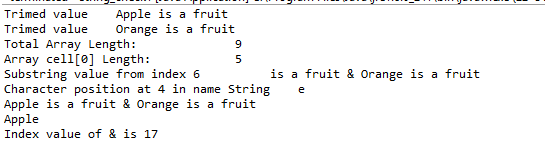 Trimed value    Apple is a fruit
Trimed value    Orange is a fruit
Total Array Length:             9
Array cell[0] Length:           5
Substring value from index 6          is a fruit & Orange is a fruit
Character position at 4 in name String    e
Apple is a fruit & Orange is a fruit
Apple
Index value of & is 17